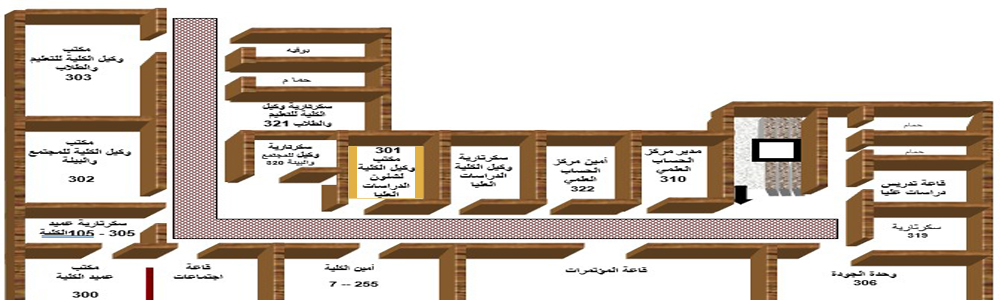 مكتب
وكيل الكلية للتعليم
والطلاب
303
مكتب
وكيل الكلية للمجتمع
والبيئة
302
سكرتارية عميد
الكلية105 - 305
مكتب
عميد الكلية
300
بوفيه
حما م
سكرتارية وكيل
الكلية للتعليم
والطلاب 321
سكرتارية
وكيل للمجتمع
والبيئة 320
301
مكتب
وكيل الكلية
لشئون
الدراسات
العليا
سكرتارية
وكيل الكلية
الدراسات
العليا
أمين مركز
الحساب
العلمي
322
مدير مركز
الحساب
العلمي
310
حمام
حمام
قاعة تدريس
دراسات عليا
سكرتارية
319
قاعة
اجتماعات
أمين الكلية
7 -- 255
قاعة المؤتمرات
وحدة الجودة
306